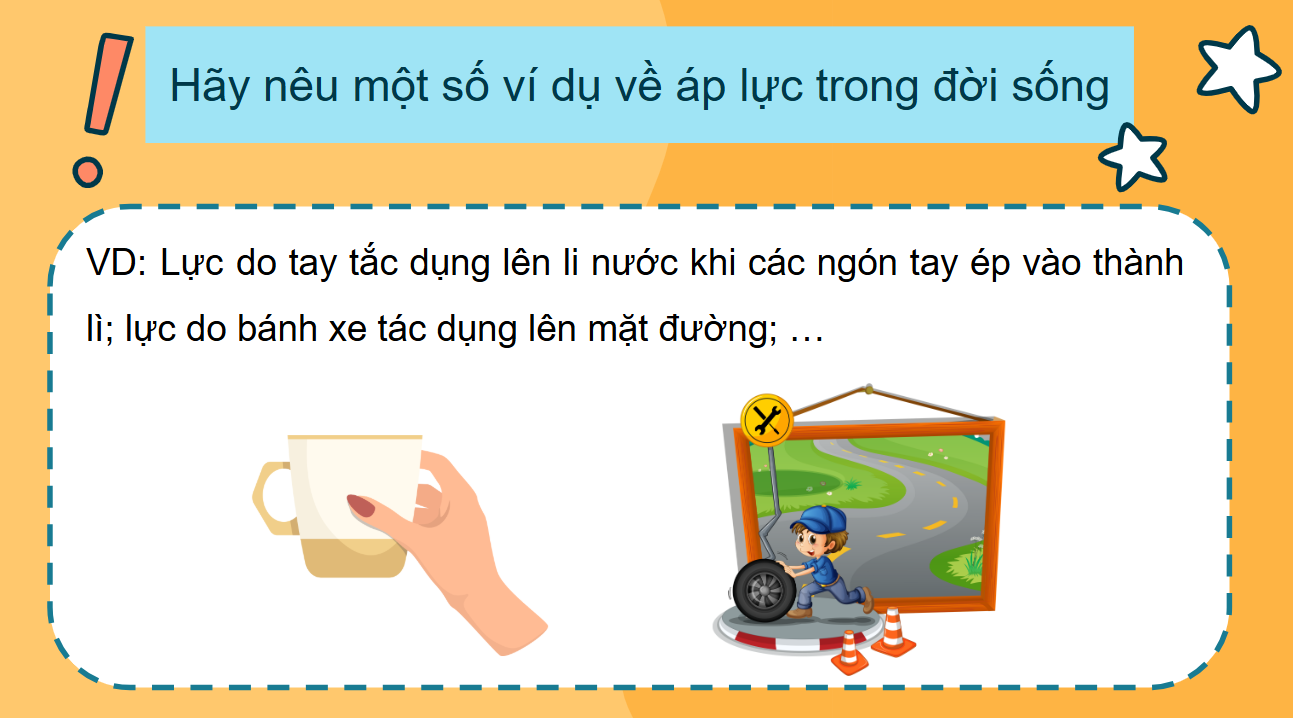 Hãy nêu một số ví dụ về áp lực trong đời sống
VD: Lực do tay tắc dụng lên li nước khi các ngón tay ép vào thành
lì; lực do bánh xe tác dụng lên mặt đường; …